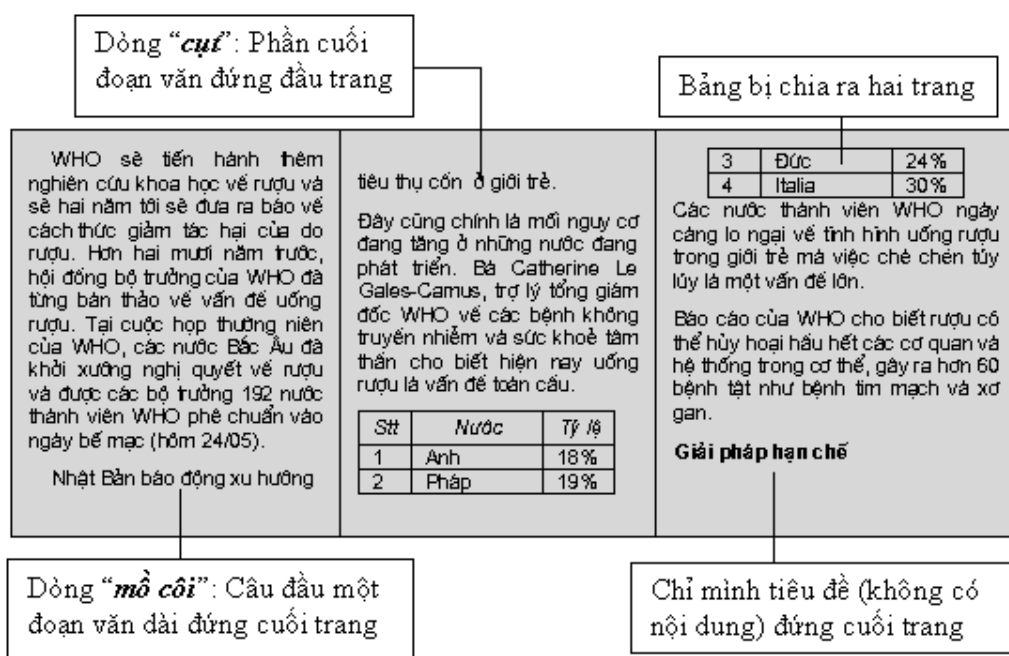 Dòng “cụt”: Phần cuối
đoạn văn đứng đầu trang
Bảng bị chia ra hai trang
WHO sẽ tiến hành thêm
nghiên cứu khoa học về rượu và
sẽ hai năm tới sẽ đưa ra báo về
cách thức giảm tác hại của do
rượu. Hơn hai mươi năm trước,
hội đồng bộ trưởng của WHO đã
từng bàn thảo về vấn đề uống
rượu. Tại cuộc họp thường niên
của WHO, các nước Bắc Âu đã
khởi xướng nghị quyết về rượu
và được các bộ trưởng 192 nước
thành viên WHO phê chuẩn vào
ngày bế mạc (hôm 24/05).
Nhật Bản báo động xu hướng
tiêu thụ cồn ở giới trẻ.
Đây cũng chính là mối nguy cơ
đang tăng ở những nước đang
phát triển. Bà Catherine Le
Gales-Camus, trợ lý tổng giám
đốc WHO về các bệnh không
truyền nhiễm và sức khoẻ tâm
thần cho biết hiện nay uống
rượu là vấn đề toàn cầu.
Stt Nước Tỷ lệ
1 Anh 18%
2 Pháp 19%
3 Đức 24%
4 Italia 30%
Các nước thành viên WHO ngày
càng lo ngại về tình hình uống rượu
trong giới trẻ mà việc chè chén túy
lúy là một vấn đề lớn.
Báo cáo của WHO cho biết rượu có
thể hủy hoại hầu hết các cơ quan và
hệ thống trong cơ thể, gây ra hơn 60
bệnh tật như bệnh tim mạch và xơ
gan.
Giải pháp hạn chế
Dòng “mồ côi”: Câu đầu một
đoạn văn dài đứng cuối trang
Chỉ mình tiêu đề (không có
nội dung) đứng cuối trang